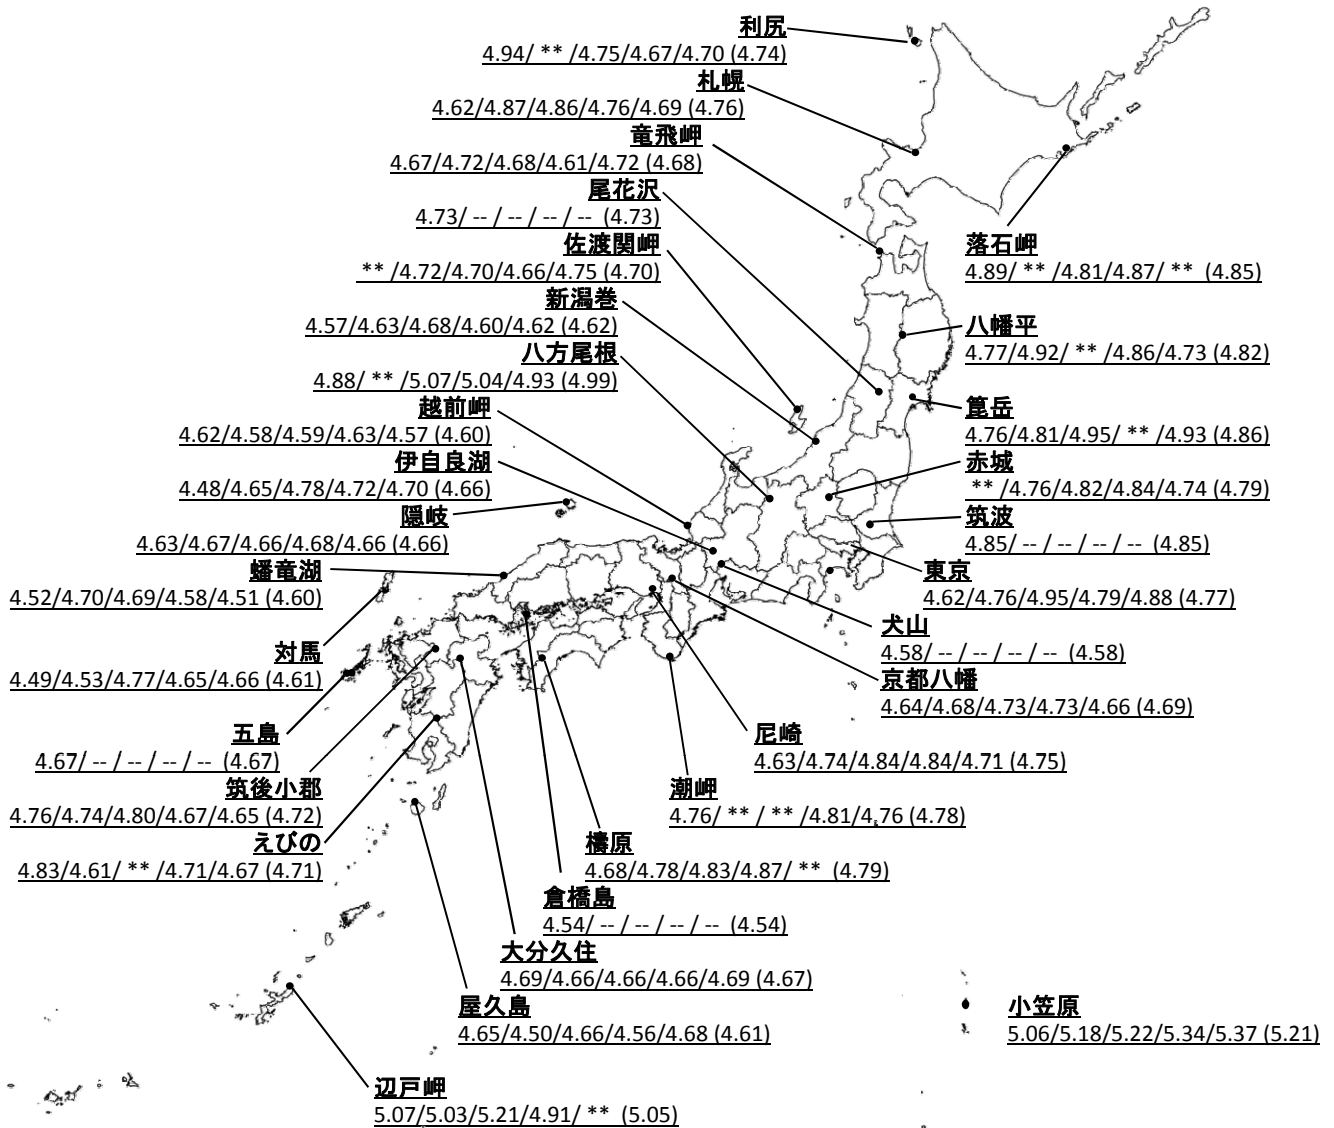 利尻
4.94/ ** /4.75/4.67/4.70 (4.74)
札幌
4.62/4.87/4.86/4.76/4.69 (4.76)
竜飛岬
4.67/4.72/4.68/4.61/4.72 (4.68)
尾花沢
4.73/ -- / -- / -- / -- (4.73)
佐渡関岬
** /4.72/4.70/4.66/4.75 (4.70)
新潟巻
4.57/4.63/4.68/4.60/4.62 (4.62)
八方尾根
4.88/ ** /5.07/5.04/4.93 (4.99)
越前岬
4.62/4.58/4.59/4.63/4.57 (4.60)
伊自良湖
4.48/4.65/4.78/4.72/4.70 (4.66)
隠岐
4.63/4.67/4.66/4.68/4.66 (4.66)
蟠竜湖
4.52/4.70/4.69/4.58/4.51 (4.60)
対馬
4.49/4.53/4.77/4.65/4.66 (4.61)
五島
4.67/ -- / -- / -- / -- (4.67)
筑後小郡
4.76/4.74/4.80/4.67/4.65 (4.72)
えびの
4.83/4.61/ ** /4.71/4.67 (4.71)
落石岬
4.89/ ** /4.81/4.87/ ** (4.85)
八幡平
4.77/4.92/ ** /4.86/4.73 (4.82)
箟岳
4.76/4.81/4.95/ ** /4.93 (4.86)
赤城
** /4.76/4.82/4.84/4.74 (4.79)
筑波
4.85/ -- / -- / -- / -- (4.85)
東京
4.62/4.76/4.95/4.79/4.88 (4.77)
犬山
4.58/ -- / -- / -- / -- (4.58)
京都八幡
4.64/4.68/4.73/4.73/4.66 (4.69)
尼崎
4.63/4.74/4.84/4.84/4.71 (4.75)
潮岬
4.76/ ** / ** /4.81/4.76 (4.78)
檮原
4.68/4.78/4.83/4.87/ ** (4.79)
倉橋島
4.54/ -- / -- / -- / -- (4.54)
大分久住
4.69/4.66/4.66/4.66/4.69 (4.67)
屋久島
4.65/4.50/4.66/4.56/4.68 (4.61)
小笠原
5.06/5.18/5.22/5.34/5.37 (5.21)
辺戸岬
5.07/5.03/5.21/4.91/ ** (5.05)